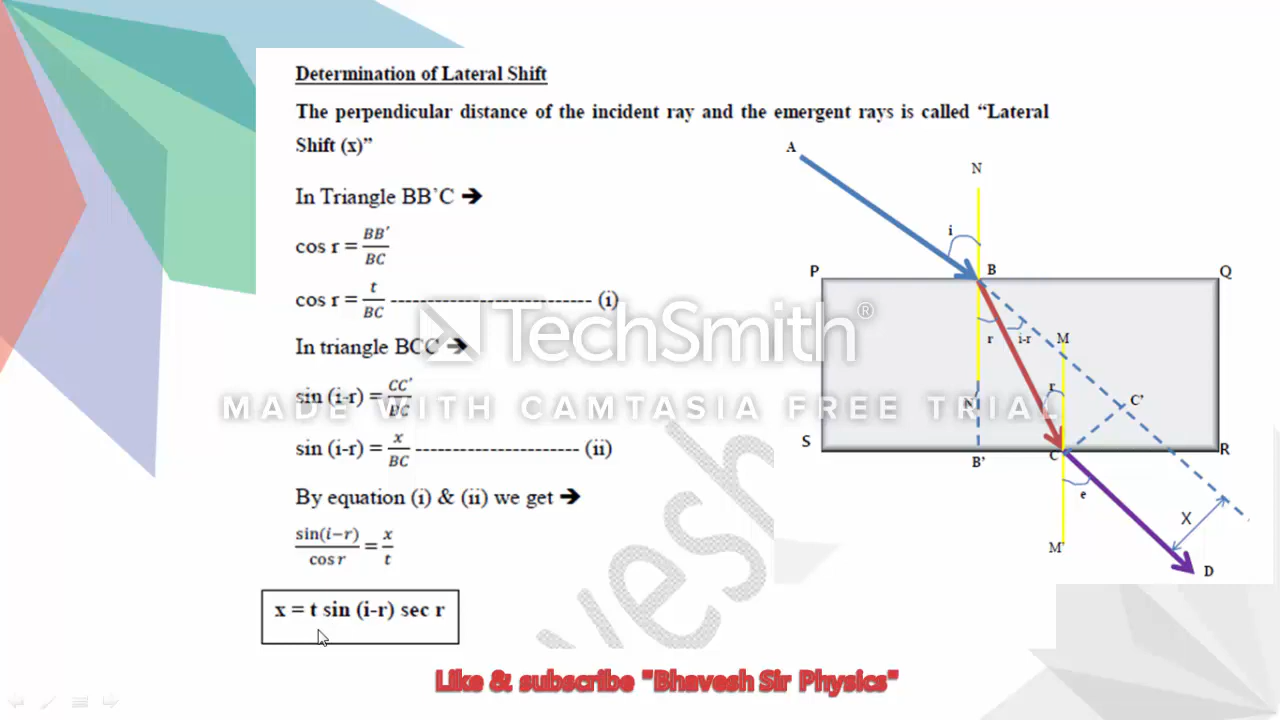 Determination of Lateral Shift
The perpendicular distance of the incident ray and the emergent rays is called “Lateral
Shift (x)”
In Triangle BB’C ➔
cos r = BB′/BC
cos r = t/BC ------------------------------ (i)
In triangle BCC’ ➔
sin (i-r) = CC′/BC
sin (i-r) = x/BC ------------------------ (ii)
By equation (i) & (ii) we get ➔
sin(i−r)/cos r = x/t
x = t sin (i-r) sec r
A
N
i
B
P
Q
r
i-r
M
r
C’
N’
S
R
B’
C
e
X
M’
D
TechSmith®
MADE WITH CAMTASIA FREE TRIAL
vesh
Like & subscribe "Bhavesh Sir Physics"